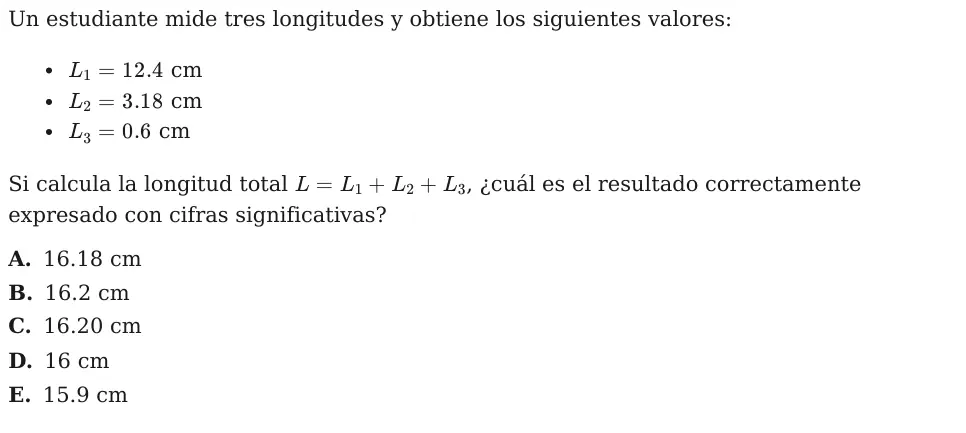 Un estudiante mide tres longitudes y obtiene los siguientes valores:
• L₁ = 12.4 cm
• L₂ = 3.18 cm
• L₃ = 0.6 cm
Si calcula la longitud total L = L₁ + L₂ + L₃, ¿cuál es el resultado correctamente
expresado con cifras significativas?
A. 16.18 cm
B. 16.2 cm
C. 16.20 cm
D. 16 cm
E. 15.9 cm